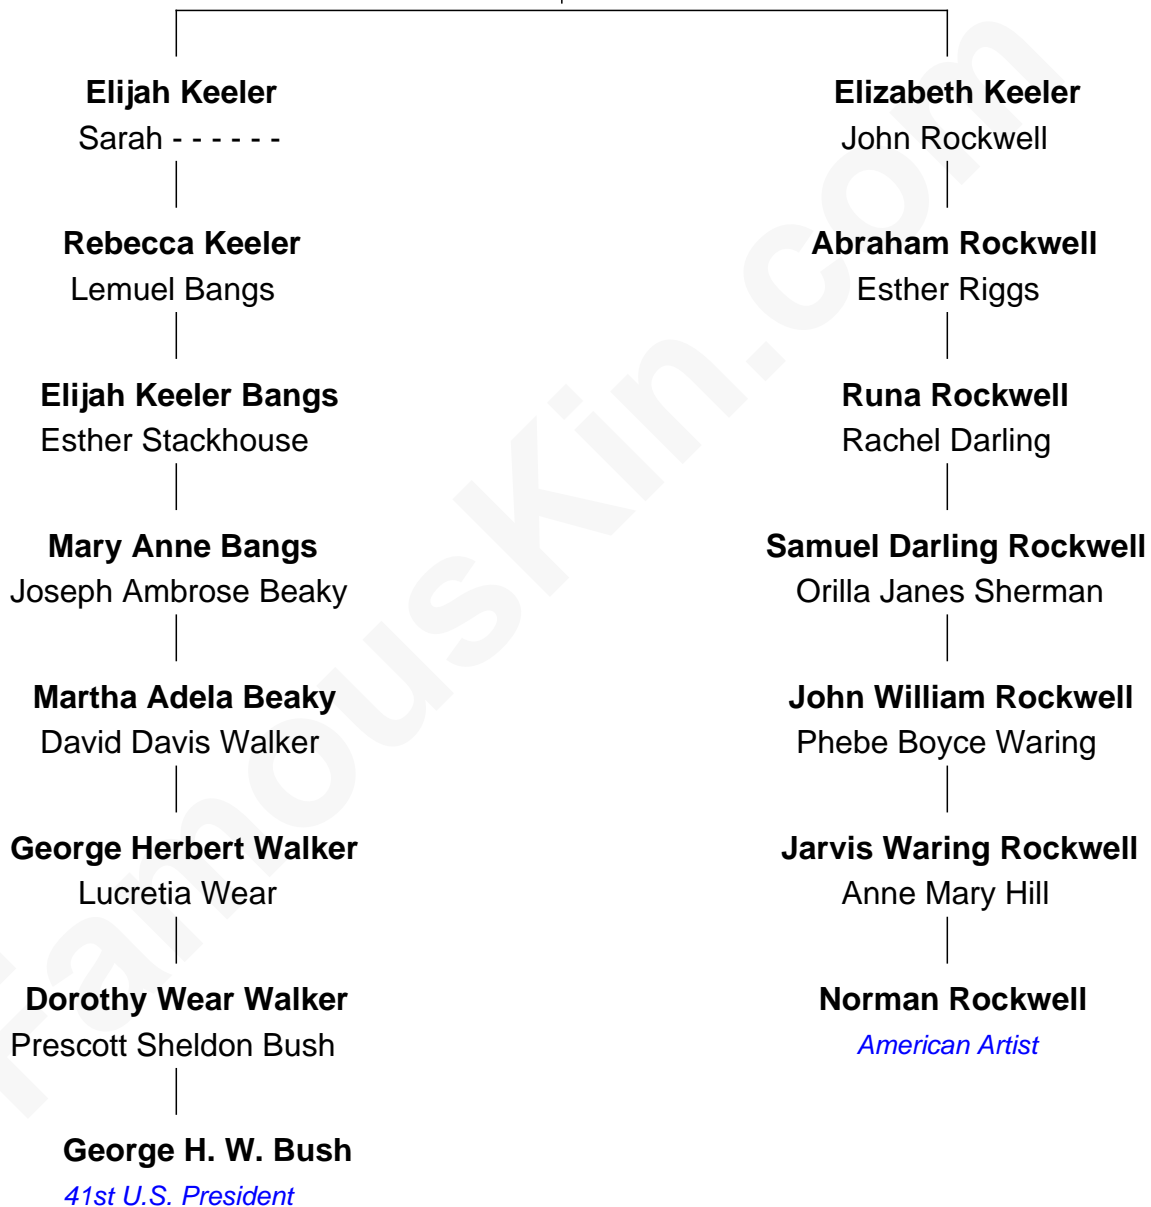 Elijah Keeler
Sarah - - - - - -
Rebecca Keeler
Lemuel Bangs
Elijah Keeler Bangs
Esther Stackhouse
Mary Anne Bangs
Joseph Ambrose Beaky
Martha Adela Beaky
David Davis Walker
George Herbert Walker
Lucretia Wear
Dorothy Wear Walker
Prescott Sheldon Bush
George H. W. Bush
41st U.S. President
Elizabeth Keeler
John Rockwell
Abraham Rockwell
Esther Riggs
Runa Rockwell
Rachel Darling
Samuel Darling Rockwell
Orilla Janes Sherman
John William Rockwell
Phebe Boyce Waring
Jarvis Waring Rockwell
Anne Mary Hill
Norman Rockwell
American Artist
FamousKin.com